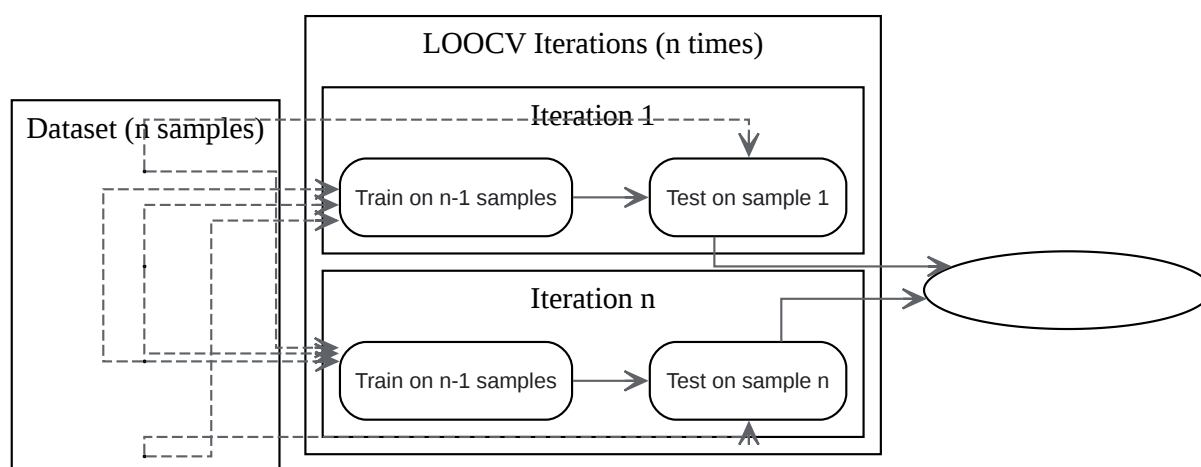 LOOCV Iterations (n times)
Dataset (n samples)
Iteration 1
Train on n-1 samples
Test on sample 1
Iteration n
Train on n-1 samples
Test on sample n